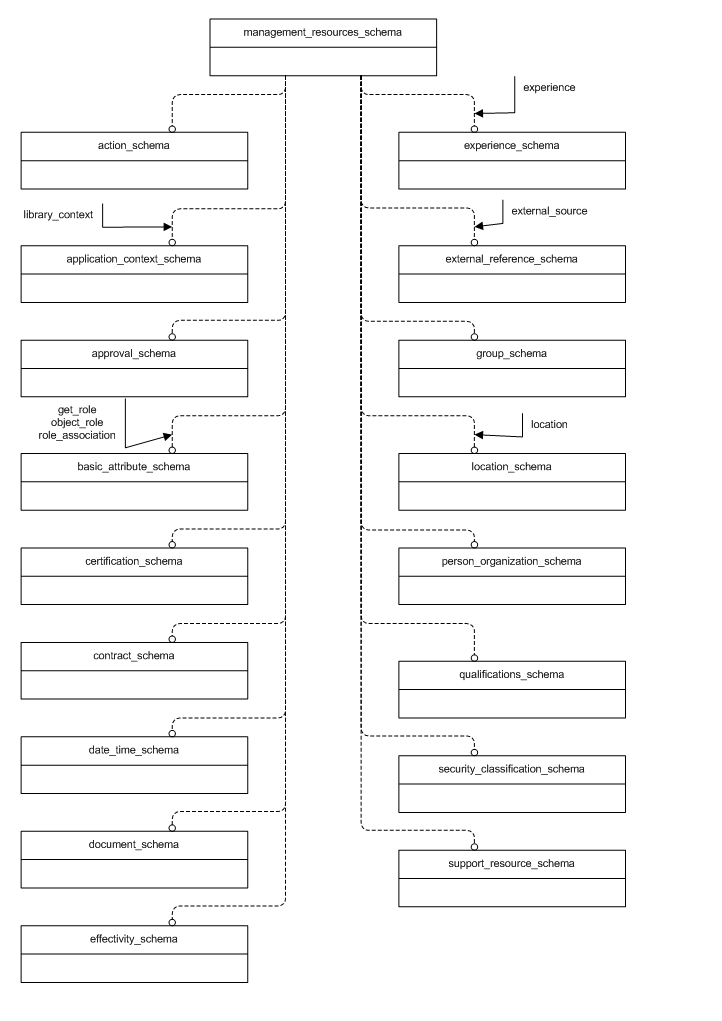 management_resources_schema
experience
action_schema
experience_schema
library_context
external_source
application_context_schema
external_reference_schema
approval_schema
group_schema
get_role
object_role
role_association
location
basic_attribute_schema
location_schema
certification_schema
person_organization_schema
contract_schema
qualifications_schema
date_time_schema
security_classification_schema
document_schema
support_resource_schema
effectivity_schema